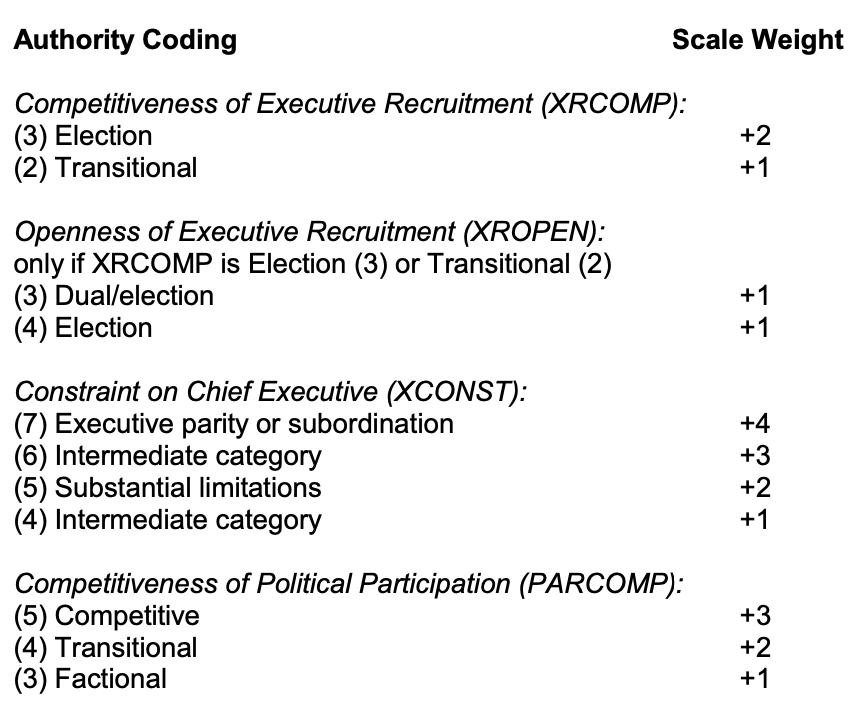 Authority Coding Scale Weight
Competitiveness of Executive Recruitment (XRCOMP):
(3) Election +2
(2) Transitional +1
Openness of Executive Recruitment (XROPEN):
only if XRCOMP is Election (3) or Transitional (2)
(3) Dual/election +1
(4) Election +1
Constraint on Chief Executive (XCONST):
(7) Executive parity or subordination +4
(6) Intermediate category +3
(5) Substantial limitations +2
(4) Intermediate category +1
Competitiveness of Political Participation (PARCOMP):
(5) Competitive +3
(4) Transitional +2
(3) Factional +1